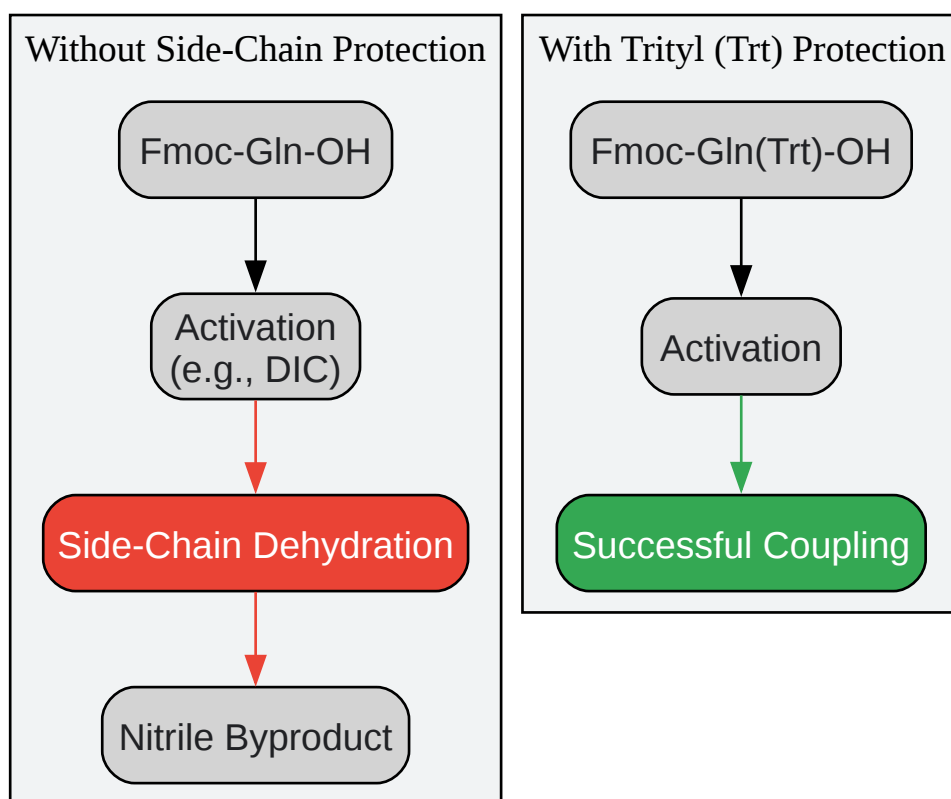 Without Side-Chain Protection
Fmoc-Gln-OH
Activation
(e.g., DIC)
Side-Chain Dehydration
Nitrile Byproduct
With Trityl (Trt) Protection
Fmoc-Gln(Trt)-OH
Activation
Successful Coupling